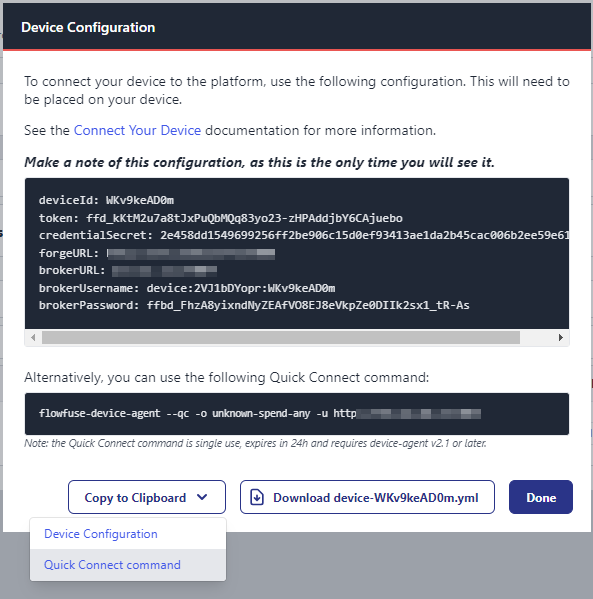 Device Configuration
To connect your device to the platform, use the following configuration. This will need to
be placed on your device.
See the Connect Your Device documentation for more information.
Make a note of this configuration, as this is the only time you will see it.
deviceId: WKv9keAD0m
token: ffd_kKtM2u7a8tJxPuQbMQq83yo23-zHPAddjbY6CAjuebo
credentialSecret: 2e458dd1549699256ff2be906c15d0ef93413ae1da2b45cac006b2ee59e61
forgeURL:
brokerURL:
brokerUsername: device:2VJ1bDYopr:WKv9keAD0m
brokerPassword: ffbd_FhzA8yixndNyZEAfVO8EJ8eVkpZe0DIIk2sx1_tR-As
Alternatively, you can use the following Quick Connect command:
flowfuse-device-agent --qc -o unknown-spend-any -u http
Note: the Quick Connect command is single use, expires in 24h and requires device-agent v2.1 or later.
Copy to Clipboard
Download device-WKv9keAD0m.yml
Done
Device Configuration
Quick Connect command